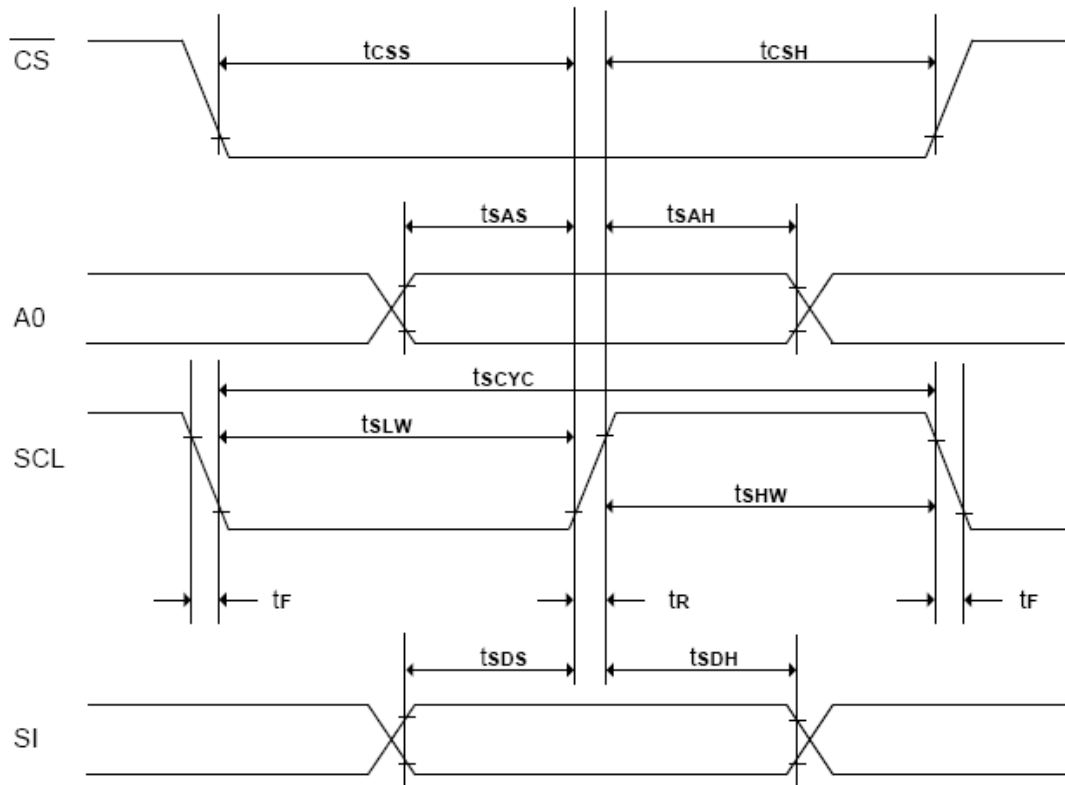 CS
tCSS
tCSH
tSAS
tSAH
A0
tSCYC
tSLW
SCL
tSHW
tF
tR
tF
tSDS
tSDH
SI